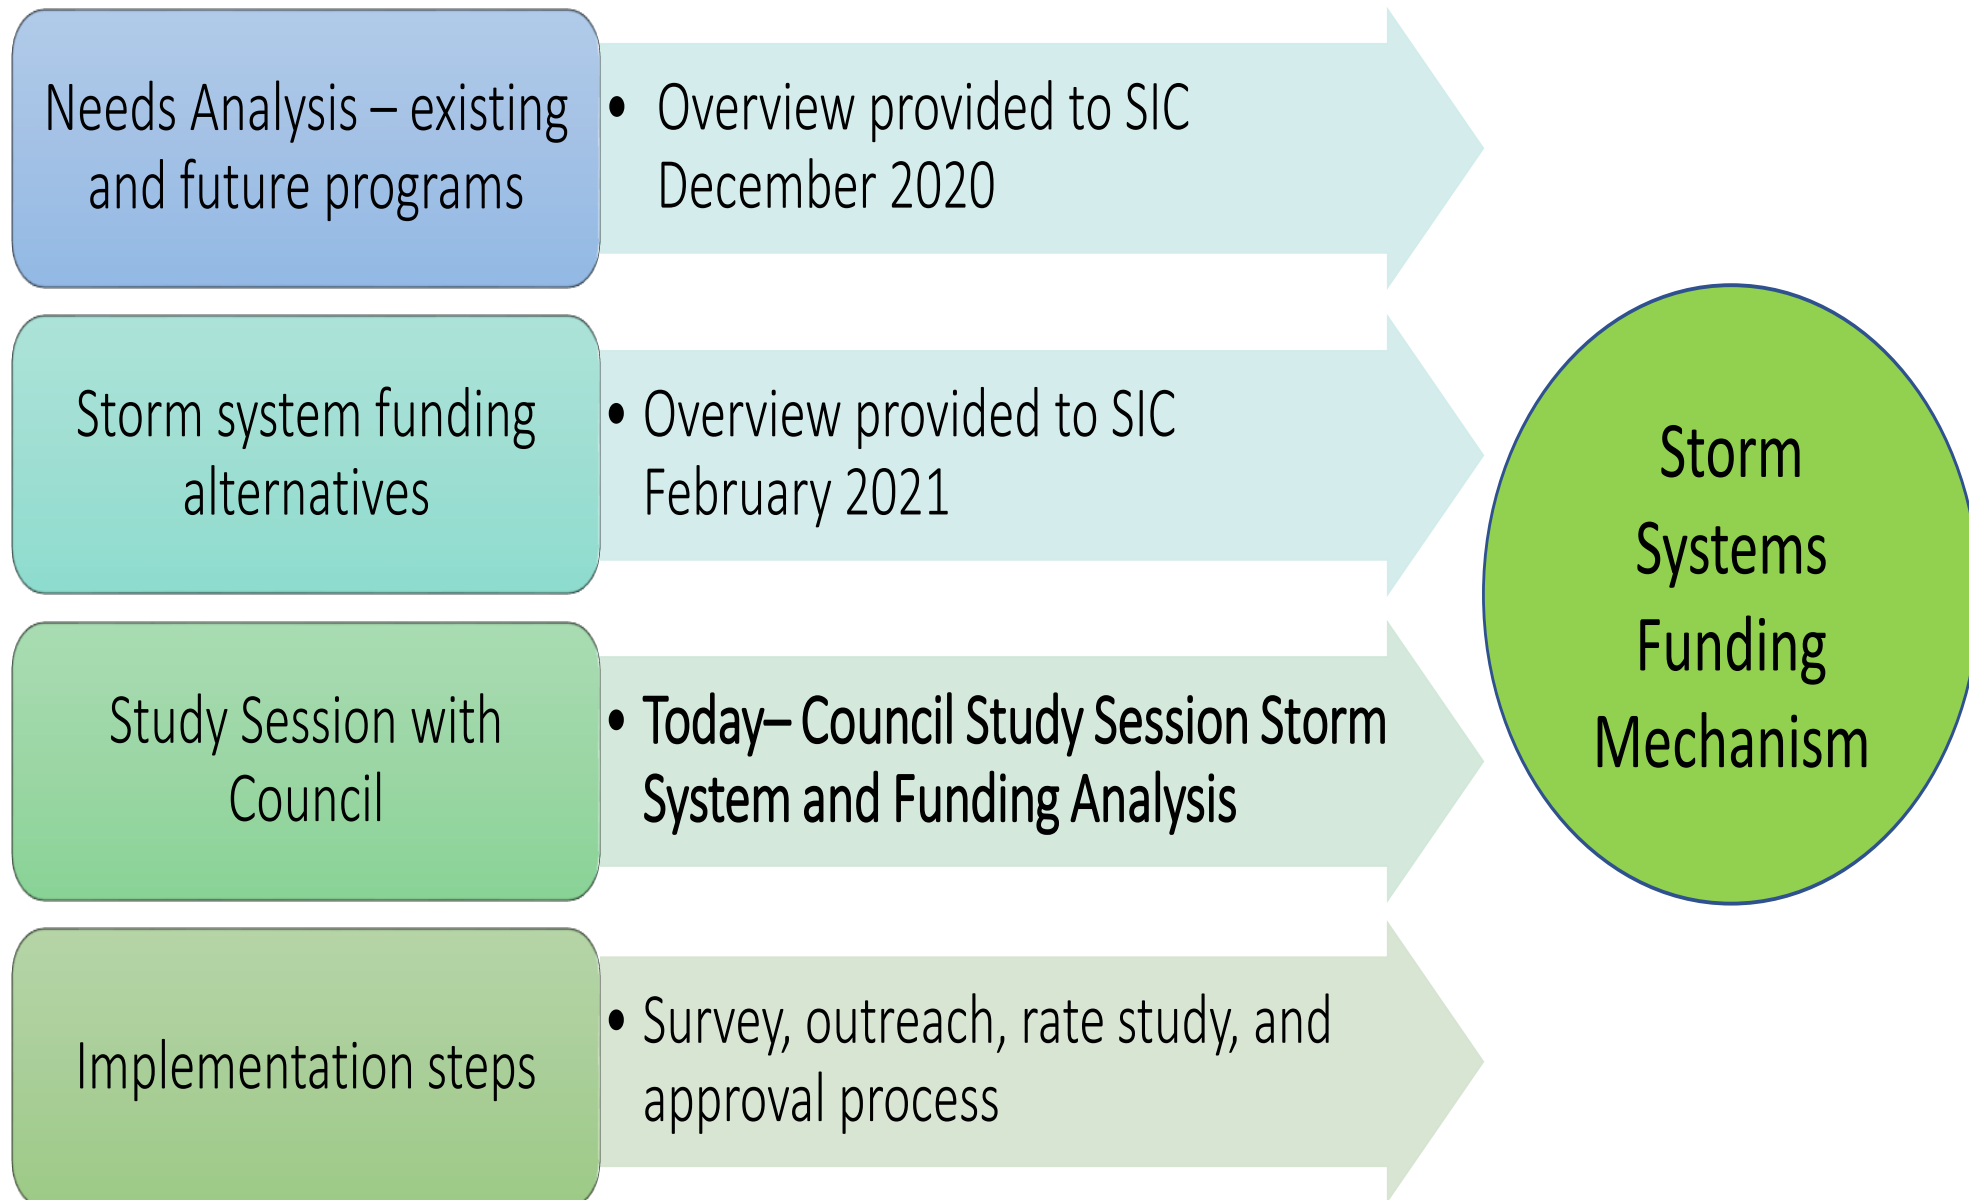 Needs Analysis – existing
and future programs
• Overview provided to SIC
December 2020
Storm system funding
alternatives
• Overview provided to SIC
February 2021
Study Session with
Council
• Today– Council Study Session Storm
System and Funding Analysis
Implementation steps
• Survey, outreach, rate study, and
approval process
Storm
Systems
Funding
Mechanism